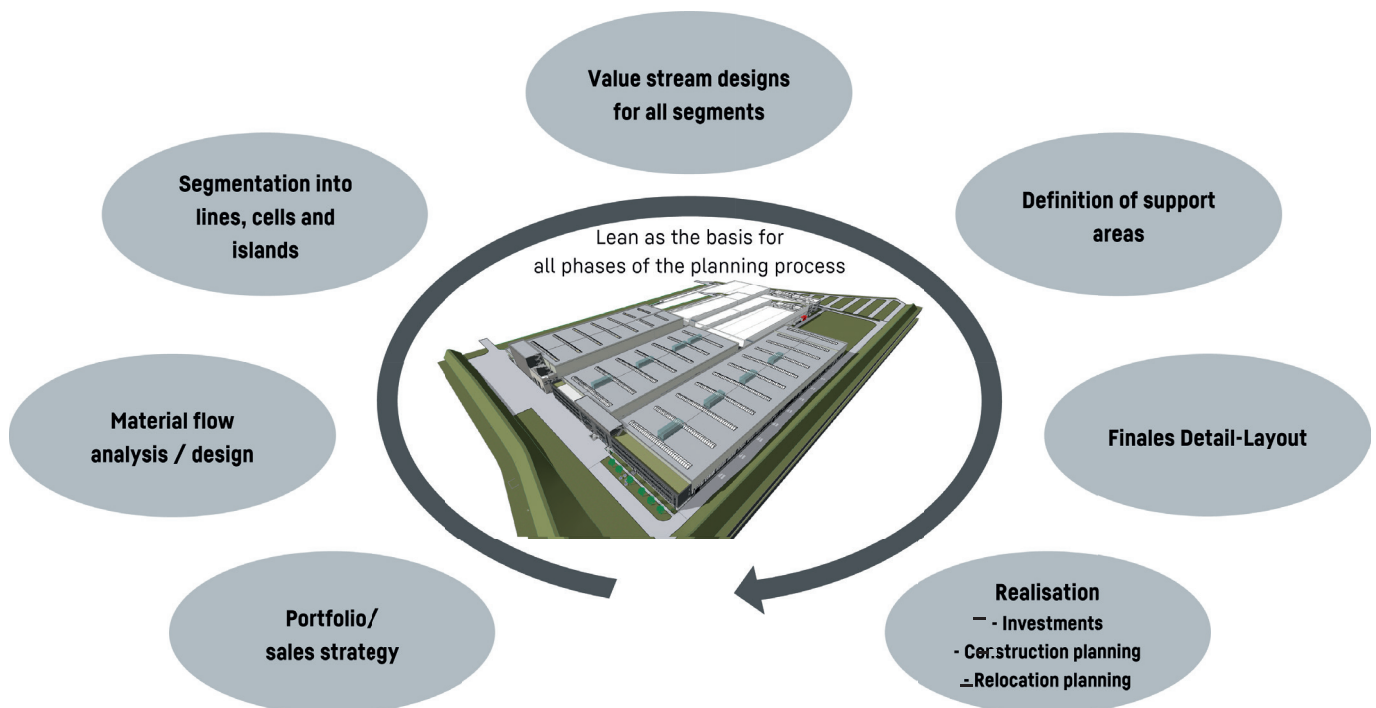 Value stream designs
for all segments
Segmentation into
lines, cells and
islands
Definition of support
areas
Lean as the basis for
all phases of the planning process
Material flow
analysis / design
Finales Detail-Layout
Portfolio/
sales strategy
Realisation
- Investments
- Construction planning
- Relocation planning